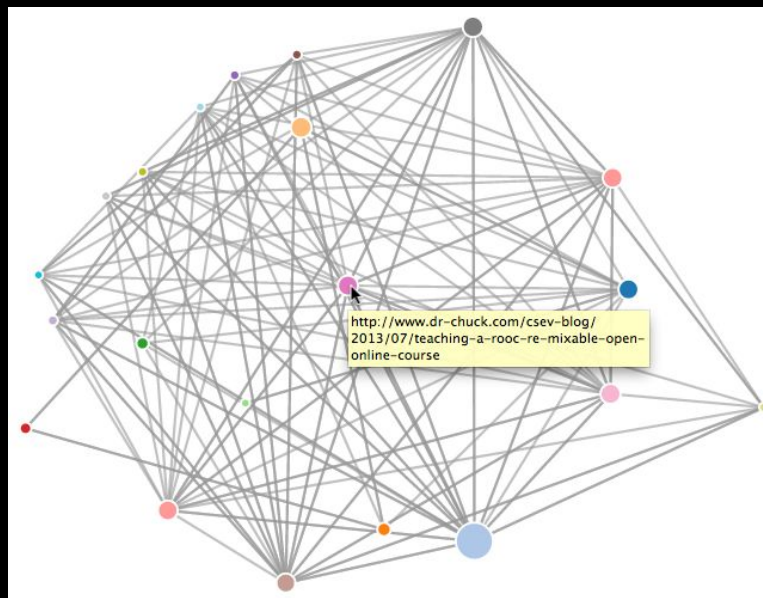 http://www.dr-chuck.com/csev-blog/
2013/07/teaching-a-rooc-re-mixable-open-
online-course